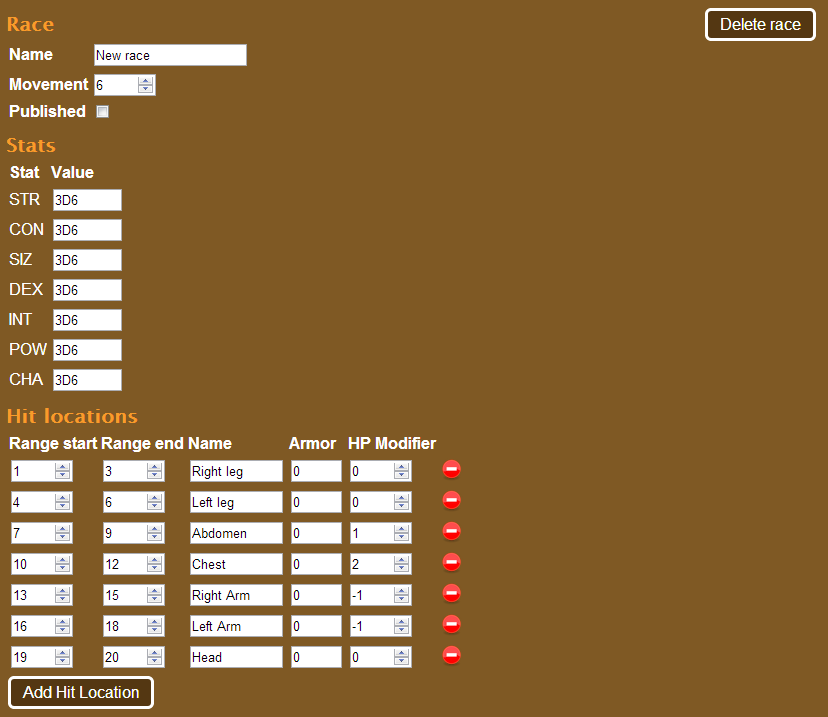 Race
Delete race
Name New race
Movement 6
Published
Stats
Stat Value
STR 3D6
CON 3D6
SIZ 3D6
DEX 3D6
INT 3D6
POW 3D6
CHA 3D6
Hit locations
Range start Range end Name Armor HP Modifier
1 3 Right leg 0 0
4 6 Left leg 0 0
7 9 Abdomen 0 1
10 12 Chest 0 2
13 15 Right Arm 0 -1
16 18 Left Arm 0 -1
19 20 Head 0 0
Add Hit Location